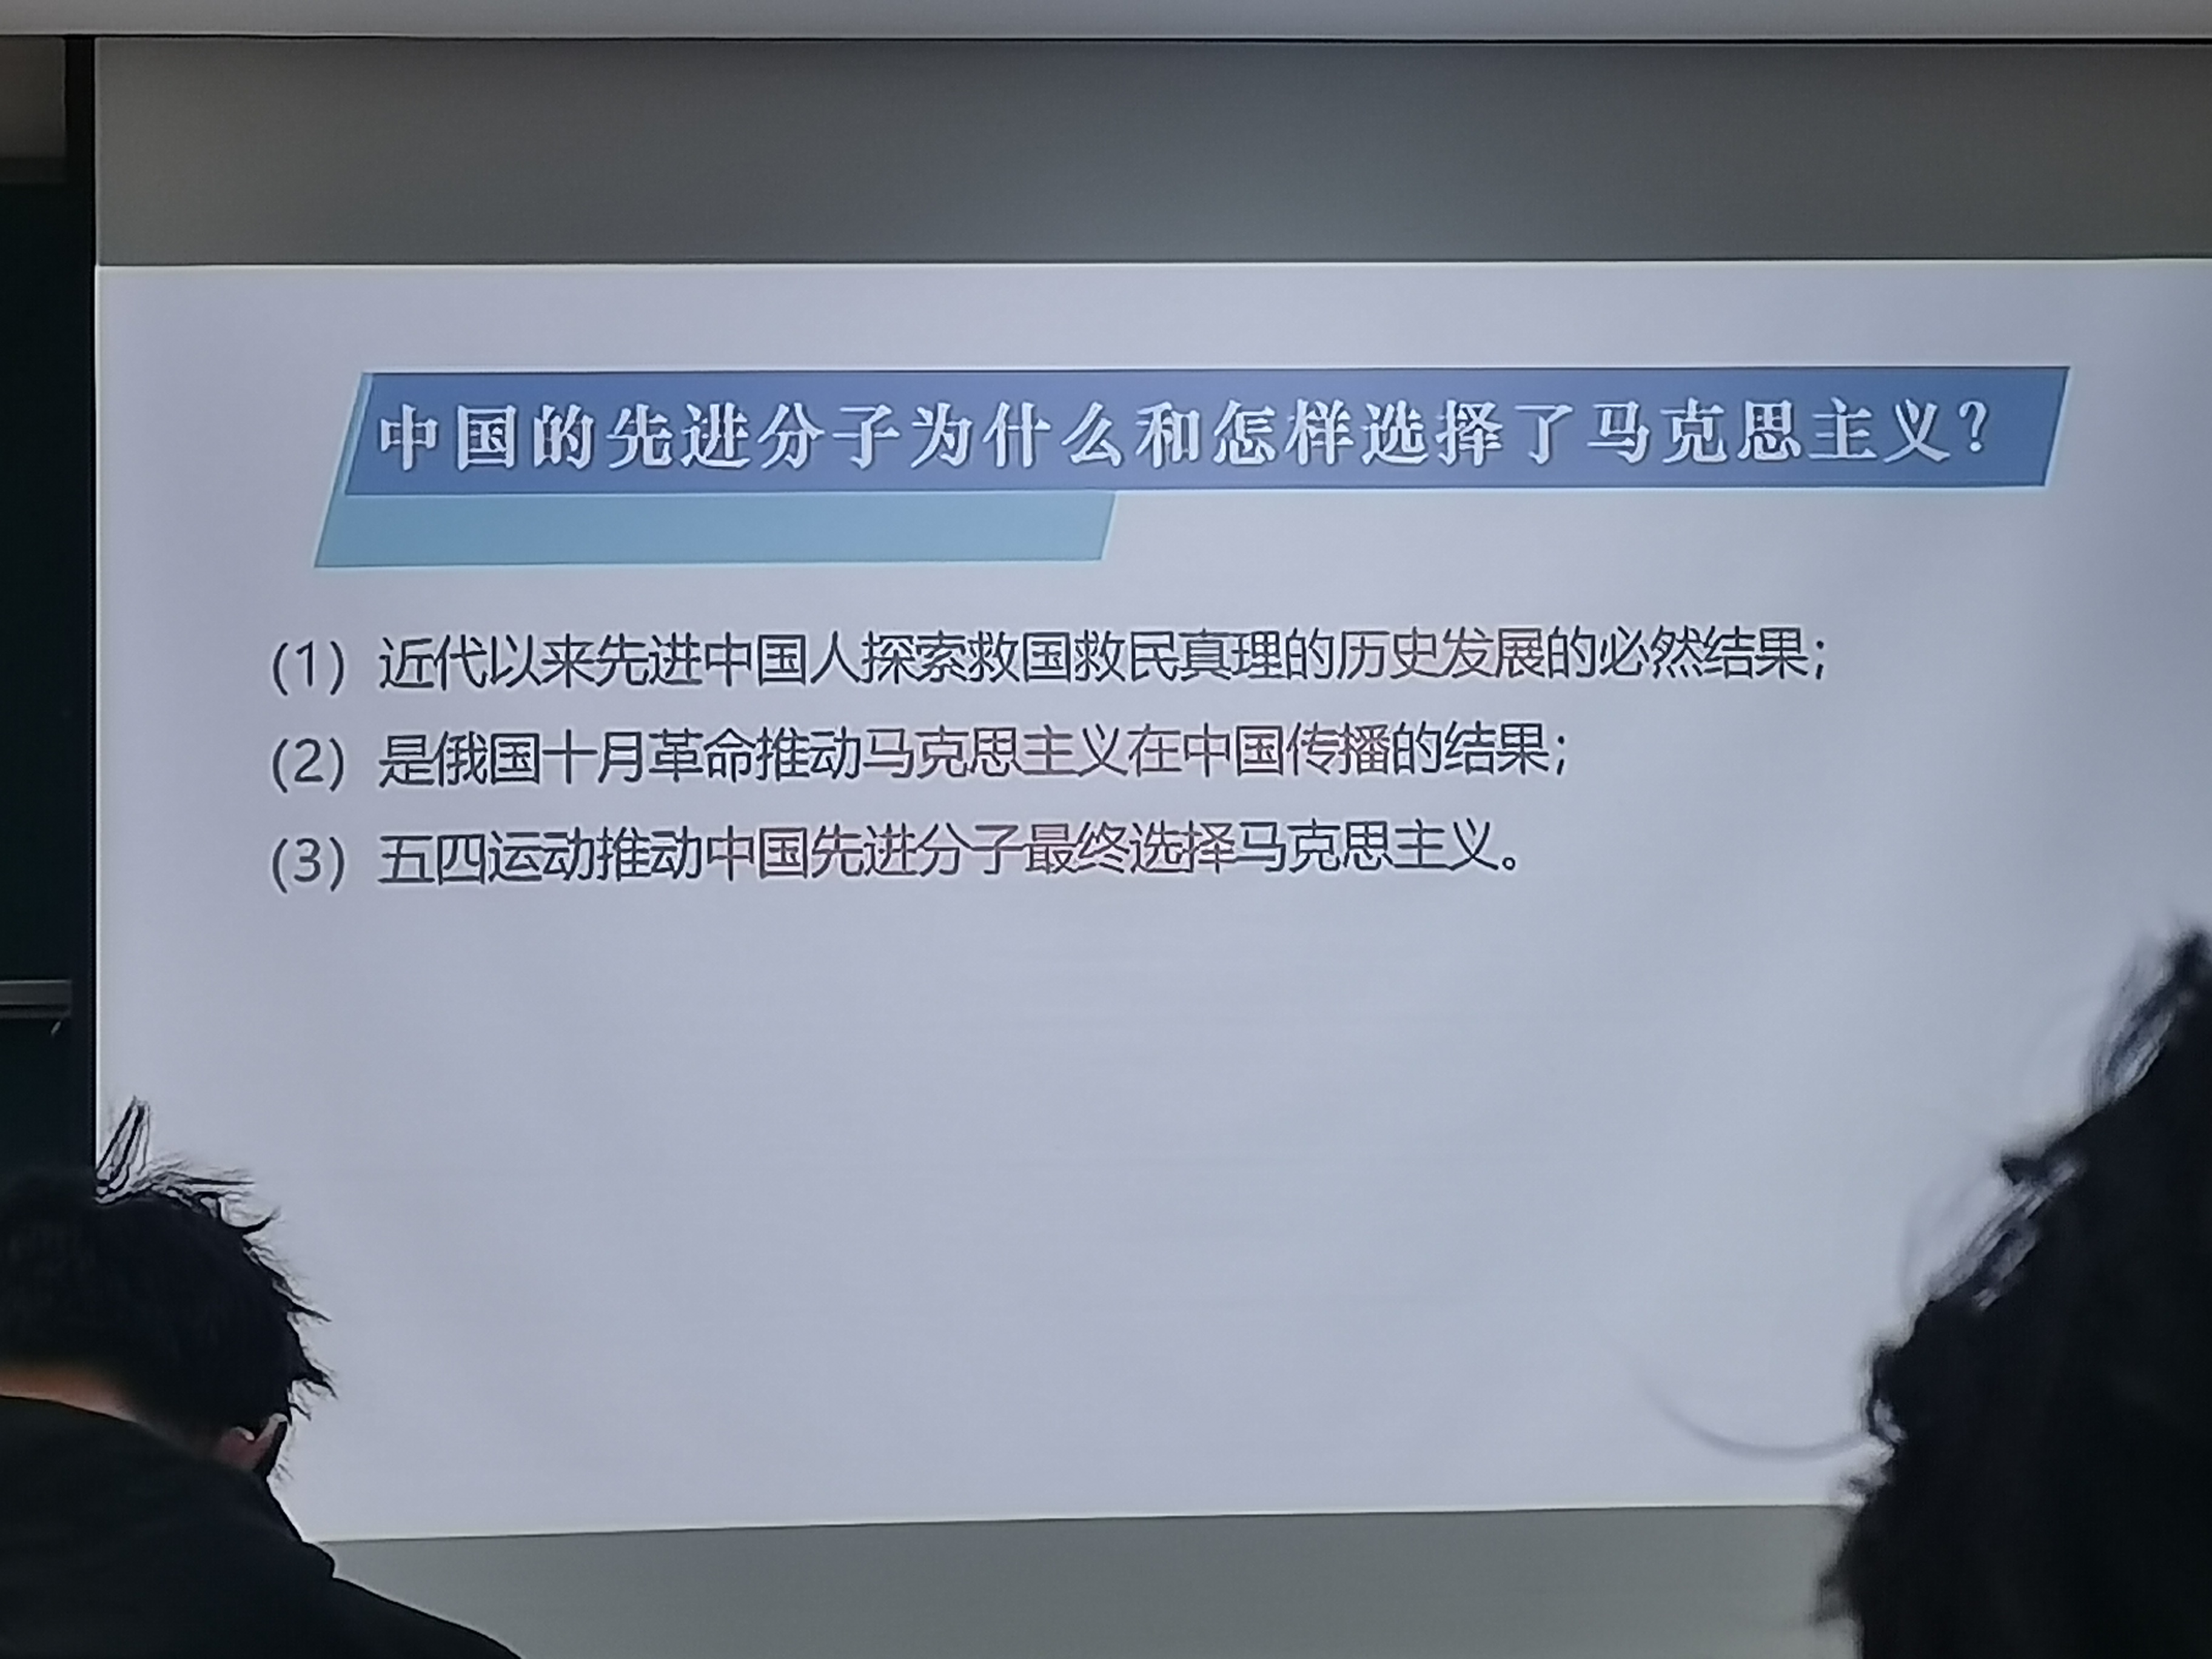 中国的先进分子为什么和怎样选择了马克思主义？
(1) 近代以来先进中国人探索救国救民真理的历史发展的必然结果；
(2) 是俄国十月革命推动马克思主义在中国传播的结果；
(3) 五四运动推动中国先进分子最终选择马克思主义。